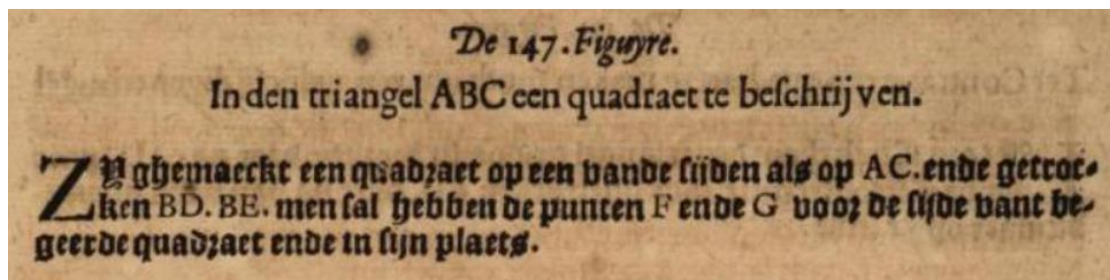 De 147. Figuyre.
In den triangel ABC een quadraet te beſchrijven.
ZY ghemaeckt een quadraet op een vande ſijden als op AC. ende getroc-
ken BD. BE. men ſal hebben de punten F ende G voor de ſijde vant be-
geerde quadraet ende in ſijn plaets.